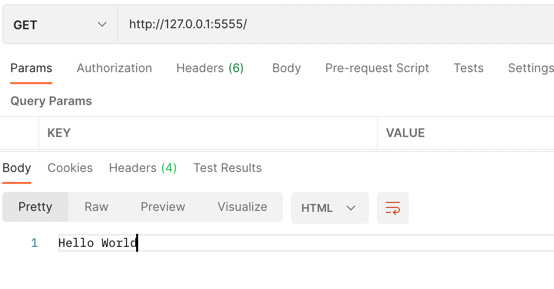 GET http://127.0.0.1:5555/
Params Authorization Headers (6) Body Pre-request Script Tests Settings
Query Params
KEY VALUE
Body Cookies Headers (4) Test Results
Pretty Raw Preview Visualize HTML
1 Hello World